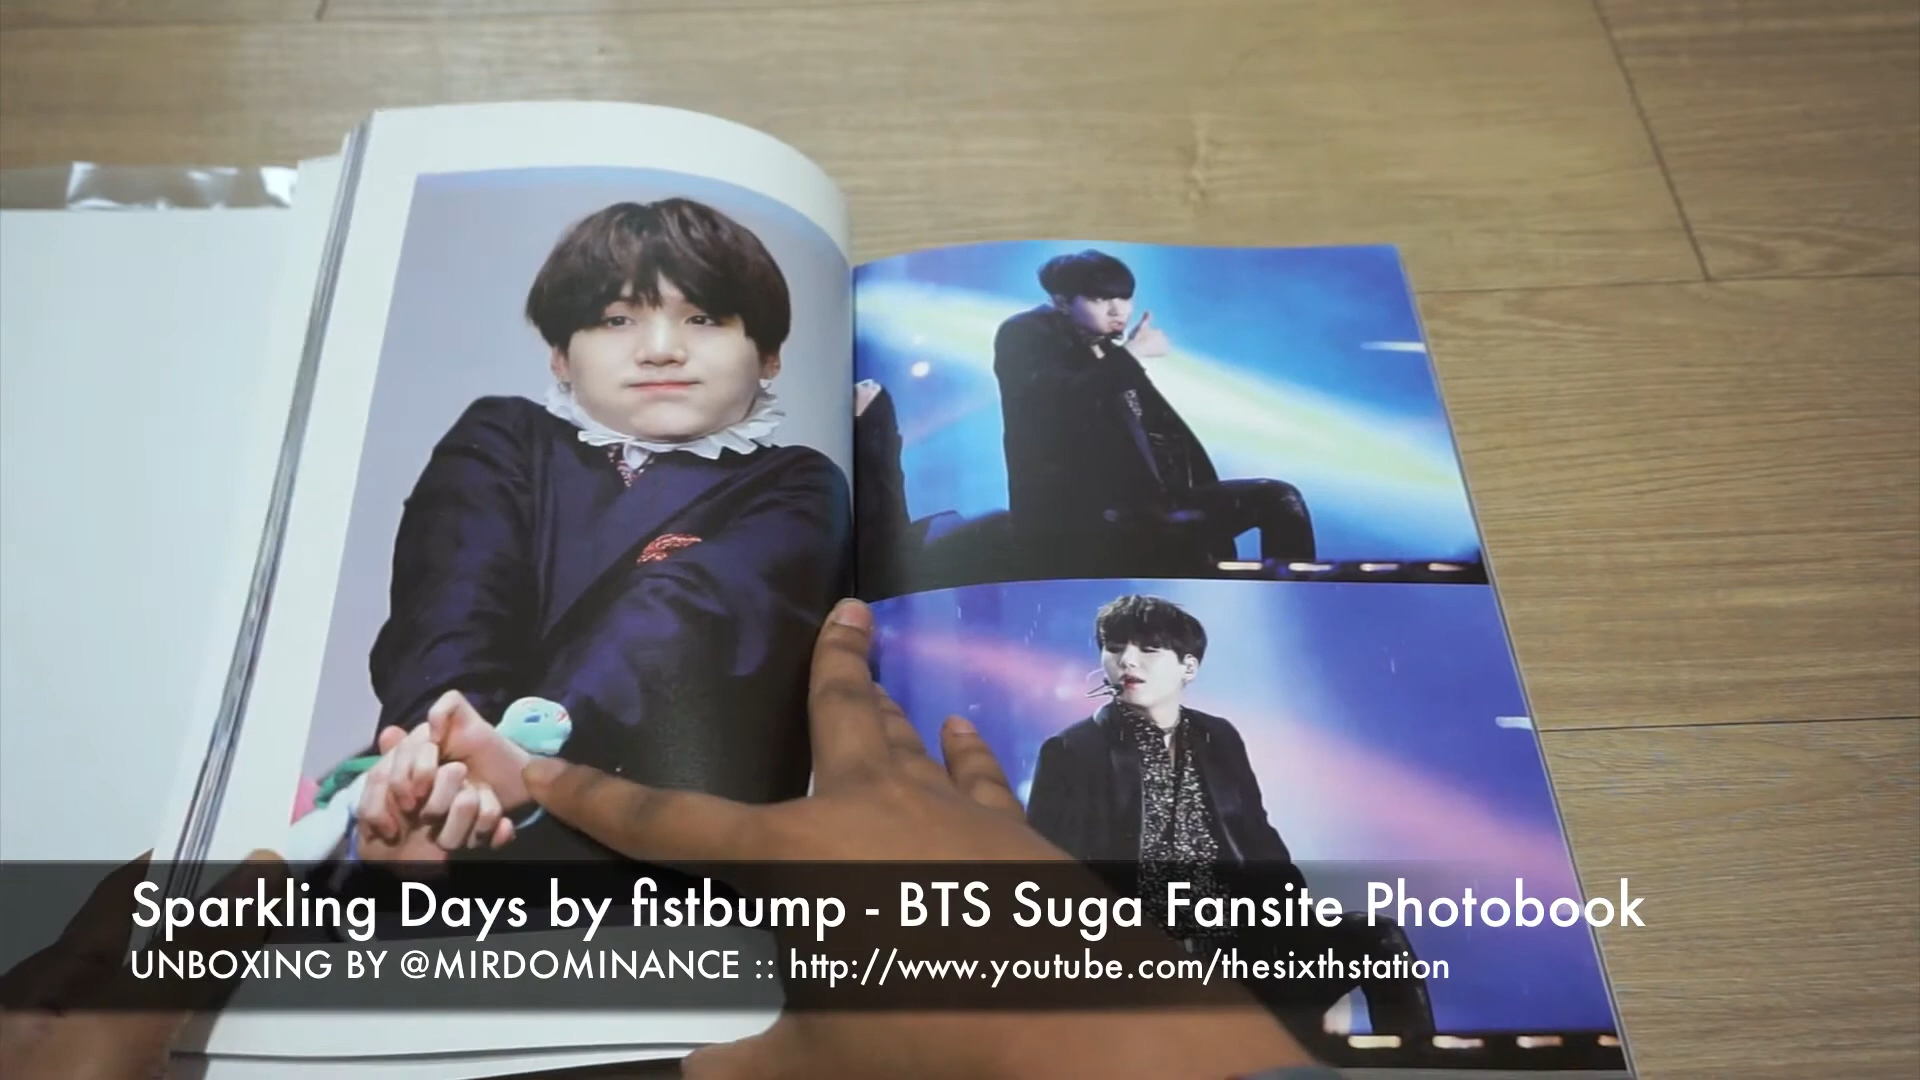 Sparkling Days by fistbump - BTS Suga Fansite Photobook
UNBOXING BY @MIRDOMINANCE :: http://www.youtube.com/thesixthstation